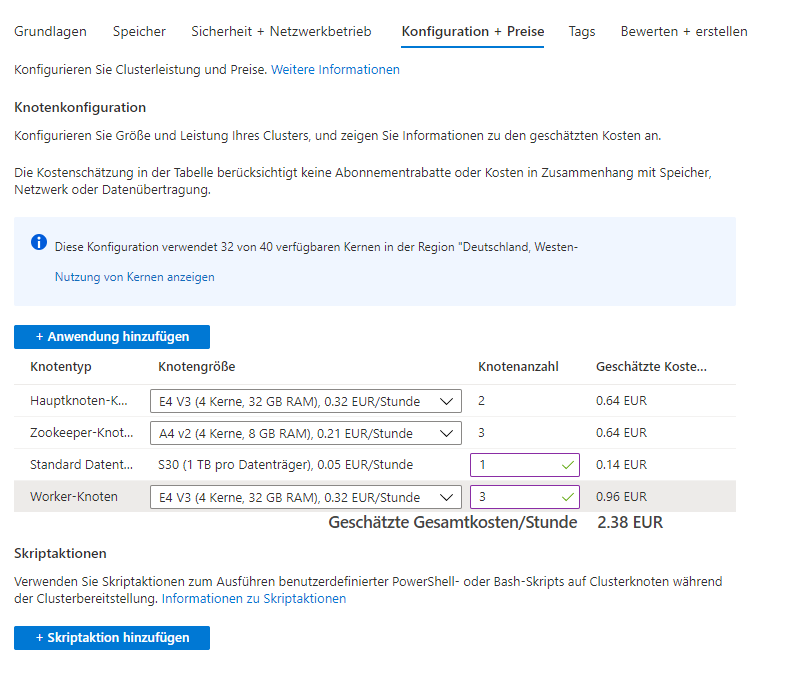 Grundlagen Speicher Sicherheit + Netzwerkbetrieb Konfiguration + Preise Tags Bewerten + erstellen
Konfigurieren Sie Clusterleistung und Preise. Weitere Informationen
Knotenkonfiguration
Konfigurieren Sie Größe und Leistung Ihres Clusters, und zeigen Sie Informationen zu den geschätzten Kosten an.
Die Kostenschätzung in der Tabelle berücksichtigt keine Abonnementrabatte oder Kosten in Zusammenhang mit Speicher,
Netzwerk oder Datenübertragung.
Diese Konfiguration verwendet 32 von 40 verfügbaren Kernen in der Region "Deutschland, Westen-
Nutzung von Kernen anzeigen
+ Anwendung hinzufügen
Knotentyp Knotengröße Knotenanzahl Geschätzte Koste...
Hauptknoten-K... E4 V3 (4 Kerne, 32 GB RAM), 0.32 EUR/Stunde 2 0.64 EUR
Zookeeper-Knot... A4 v2 (4 Kerne, 8 GB RAM), 0.21 EUR/Stunde 3 0.64 EUR
Standard Datent... S30 (1 TB pro Datenträger), 0.05 EUR/Stunde 1 0.14 EUR
Worker-Knoten E4 V3 (4 Kerne, 32 GB RAM), 0.32 EUR/Stunde 3 0.96 EUR
Geschätzte Gesamtkosten/Stunde 2.38 EUR
Skriptaktionen
Verwenden Sie Skriptaktionen zum Ausführen benutzerdefinierter PowerShell- oder Bash-Skripts auf Clusterknoten während
der Clusterbereitstellung. Informationen zu Skriptaktionen
+ Skriptaktion hinzufügen